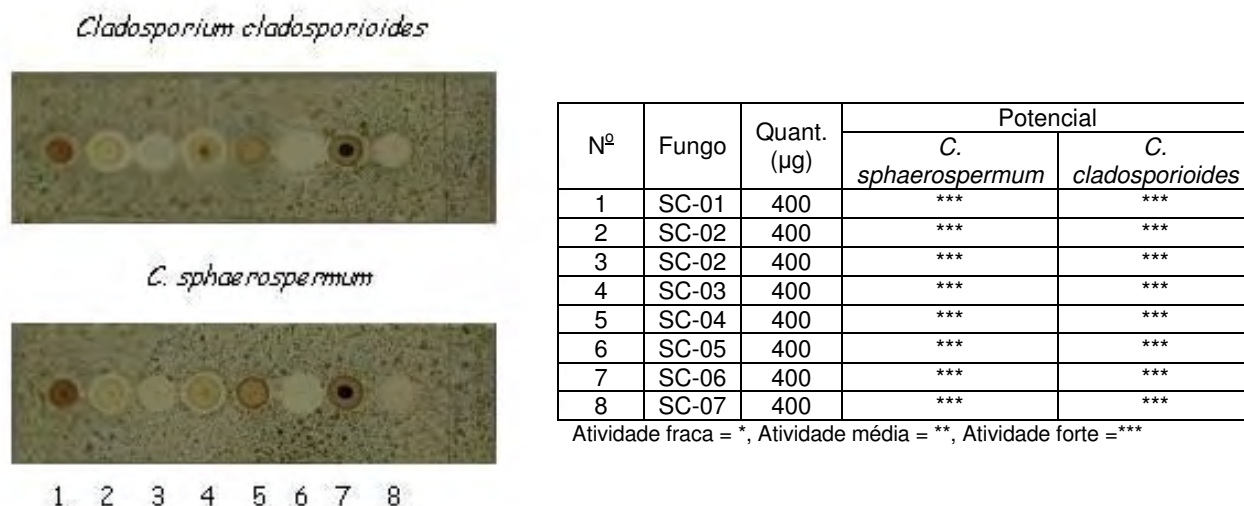 Cladosporium cladosporioides
C. sphaerospermum
1 2 3 4 5 6 7 8
Nº Fungo Quant. (µg) Potencial
C. sphaerospermum C. cladosporioides
1 SC-01 400 *** ***
2 SC-02 400 *** ***
3 SC-02 400 *** ***
4 SC-03 400 *** ***
5 SC-04 400 *** ***
6 SC-05 400 *** ***
7 SC-06 400 *** ***
8 SC-07 400 *** ***
Atividade fraca = *, Atividade média = **, Atividade forte =***